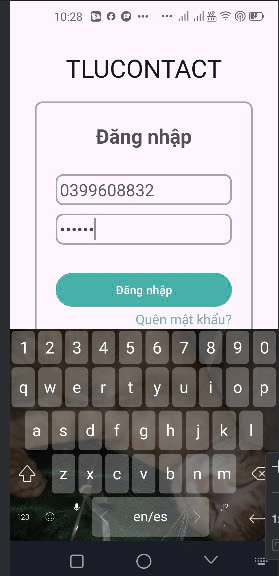 10:28
TLUCONTACT
Đăng nhập
0399608832
••••••
Đăng nhập
Quên mật khẩu?
1 2 3 4 5 6 7 8 9 0
q w e r t y u i o p
a s d f g h j k l
z x c v b n m
123 en/es .!?